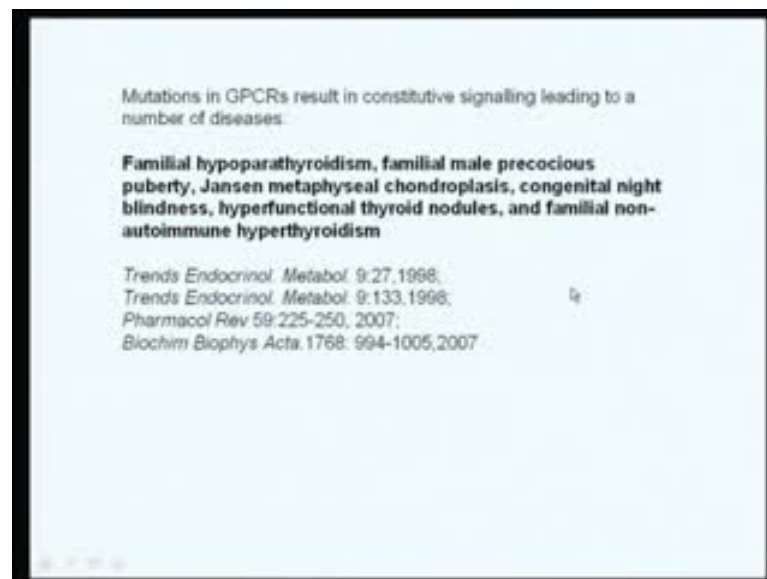 Mutations in GPCRs result in constitutive signalling leading to a
number of diseases:
Familial hypoparathyroidism, familial male precocious
puberty, Jansen metaphyseal chondroplasis, congenital night
blindness, hyperfunctional thyroid nodules, and familial non-
autoimmune hyperthyroidism
Trends Endocrinol. Metabol. 9:27,1998;
Trends Endocrinol. Metabol. 9:133,1998;
Pharmacol Rev 59:225-250, 2007;
Biochim Biophys Acta.1768: 994-1005,2007